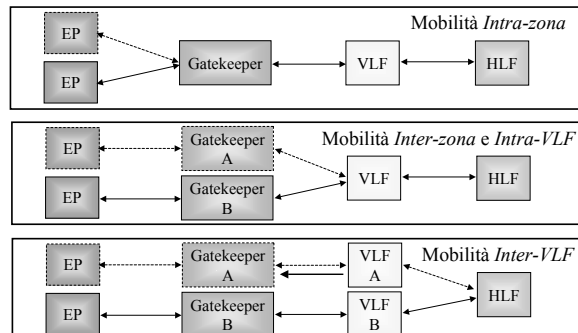 Mobilità Intra-zona
EP
EP
Gatekeeper
VLF
HLF
Mobilità Inter-zona e Intra-VLF
EP
Gatekeeper
A
EP
Gatekeeper
B
VLF
HLF
Mobilità Inter-VLF
EP
Gatekeeper
A
VLF
A
EP
Gatekeeper
B
VLF
B
HLF